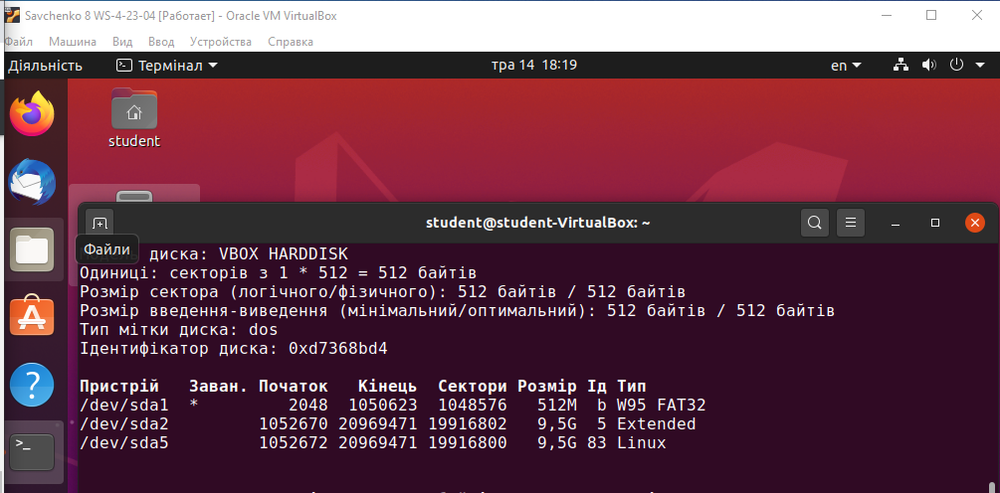 Savchenko 8 WS-4-23-04 [Работает] - Oracle VM VirtualBox
Файл Машина Вид Ввод Устройства Справка
Діяльність Термінал тра 14 18:19 en
student
student@student-VirtualBox: ~
Файли
диска: VBOX HARDDISK
Одиниці: секторів з 1 * 512 = 512 байтів
Розмір сектора (логічного/фізичного): 512 байтів / 512 байтів
Розмір введення-виведення (мінімальний/оптимальний): 512 байтів / 512 байтів
Тип мітки диска: dos
Ідентифікатор диска: 0xd7368bd4
Пристрій Заван. Початок Кінець Сектори Розмір Ід Тип
/dev/sda1 * 2048 1050623 1048576 512M b W95 FAT32
/dev/sda2 1052670 20969471 19916802 9,5G 5 Extended
/dev/sda5 1052672 20969471 19916800 9,5G 83 Linux
>_